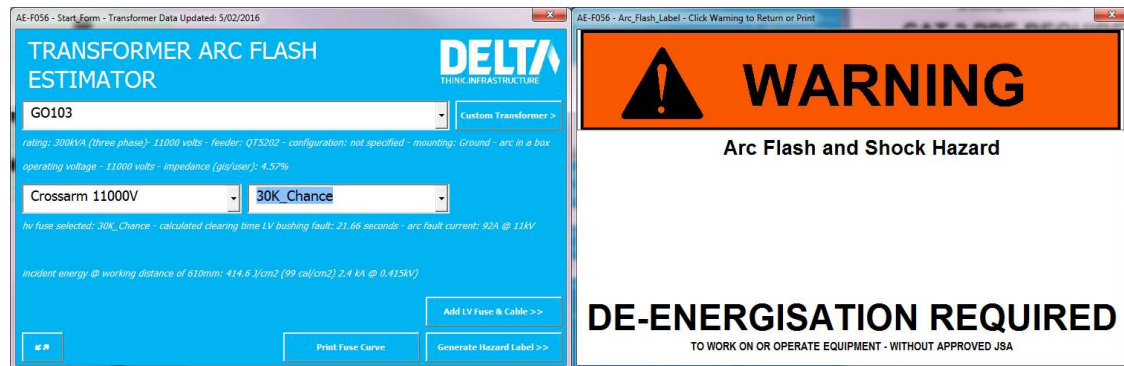 AE-F056 - Start_Form - Transformer Data Updated: 5/02/2016
TRANSFORMER ARC FLASH
ESTIMATOR
DELTA
THINK.INFRASTRUCTURE
GO103
Custom Transformer >
rating: 300kVA (three phase)- 11000 volts - feeder: QT5202 - configuration: not specified - mounting: Ground - arc in a box
operating voltage - 11000 volts - impedance (gis/user): 4.57%
Crossarm 11000V
30K_Chance
hv fuse selected: 30K_Chance - calculated clearing time LV bushing fault: 21.66 seconds - arc fault current: 92A @ 11kV
incident energy @ working distance of 610mm: 414.6 J/cm2 (99 cal/cm2) 2.4 kA @ 0.415kV)
Add LV Fuse & Cable >>
Print Fuse Curve
Generate Hazard Label >>
AE-F056 - Arc_Flash_Label - Click Warning to Return or Print
WARNING
Arc Flash and Shock Hazard
DE-ENERGISATION REQUIRED
TO WORK ON OR OPERATE EQUIPMENT - WITHOUT APPROVED JSA